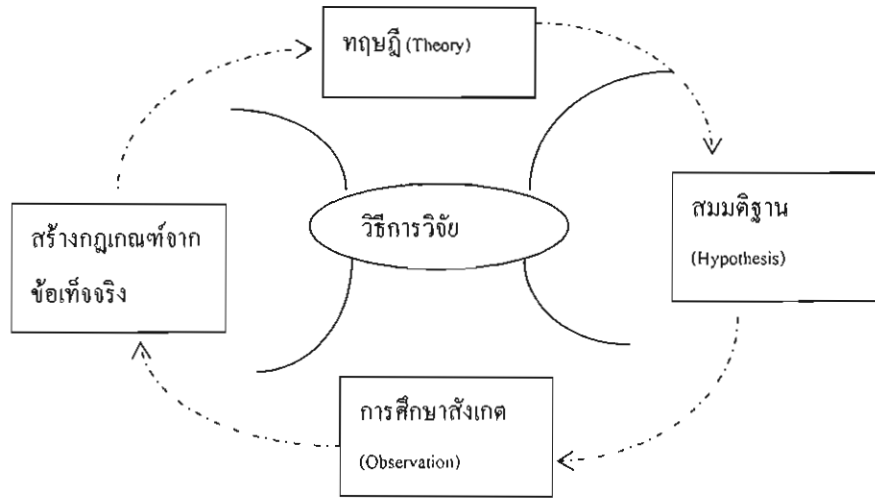 ทฤษฎี (Theory)
สมมติฐาน
(Hypothesis)
วิธีการวิจัย
สร้างกฎเกณฑ์จาก
ข้อเท็จจริง
การศึกษาสังเกต
(Observation)